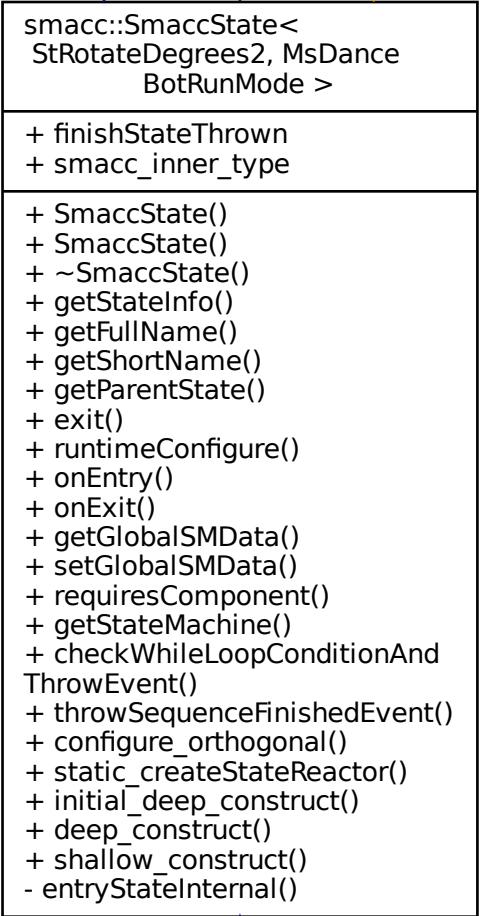 smacc::SmaccState<
StRotateDegrees2, MsDance
BotRunMode >
+ finishStateThrown
+ smacc_inner_type
+ SmaccState()
+ SmaccState()
+ ~SmaccState()
+ getStateInfo()
+ getFullName()
+ getShortName()
+ getParentState()
+ exit()
+ runtimeConfigure()
+ onEntry()
+ onExit()
+ getGlobalSMData()
+ setGlobalSMData()
+ requiresComponent()
+ getStateMachine()
+ checkWhileLoopConditionAnd
ThrowEvent()
+ throwSequenceFinishedEvent()
+ configure_orthogonal()
+ static_createStateReactor()
+ initial_deep_construct()
+ deep_construct()
+ shallow_construct()
- entryStateInternal()